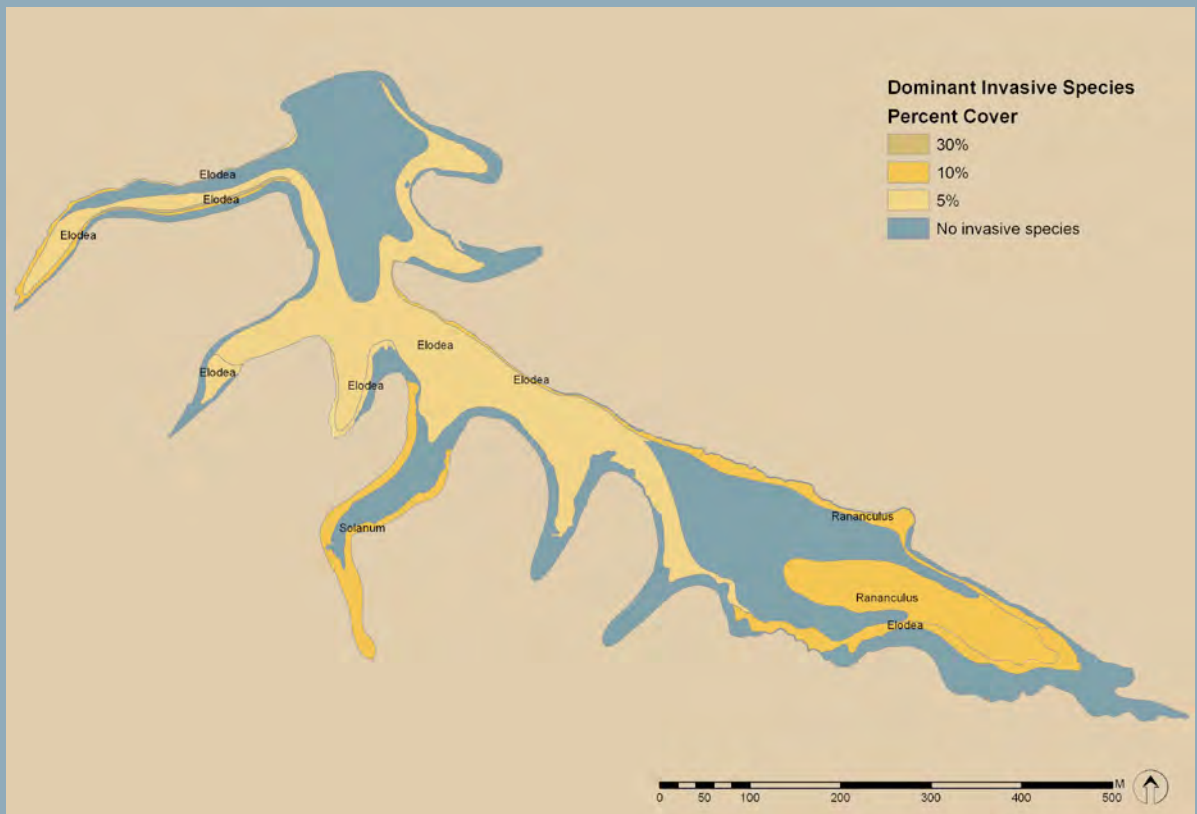 Dominant Invasive Species
Percent Cover
30%
10%
5%
No invasive species
Elodea
Elodea
Elodea
Elodea
Elodea
Elodea
Elodea
Solanum
Rananculus
Rananculus
Elodea
M
0 50 100 200 300 400 500